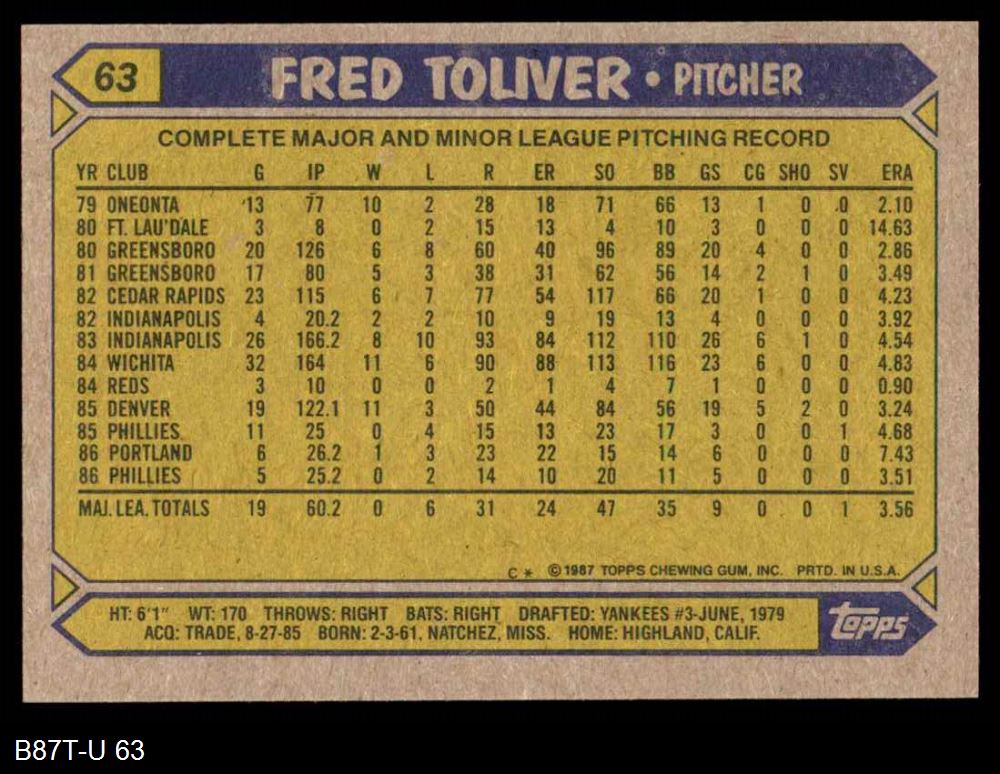 63 FRED TOLIVER • PITCHER
COMPLETE MAJOR AND MINOR LEAGUE PITCHING RECORD
YR CLUB G IP W L R ER SO BB GS CG SHO SV ERA
79 ONEONTA 13 77 10 2 28 18 71 66 13 1 0 0 2.10
80 FT. LAU'DALE 3 8 0 2 15 13 4 10 3 0 0 0 14.63
80 GREENSBORO 20 126 6 8 60 40 96 89 20 4 0 0 2.86
81 GREENSBORO 17 80 5 3 38 31 62 56 14 2 1 0 3.49
82 CEDAR RAPIDS 23 115 6 7 77 54 117 66 20 1 0 0 4.23
82 INDIANAPOLIS 4 20.2 2 2 10 9 19 13 4 0 0 0 3.92
83 INDIANAPOLIS 26 166.2 8 10 93 84 112 110 26 6 1 0 4.54
84 WICHITA 32 164 11 6 90 88 113 116 23 6 0 0 4.83
84 REDS 3 10 0 0 2 1 4 7 1 0 0 0 0.90
85 DENVER 19 122.1 11 3 50 44 84 56 19 5 2 0 3.24
85 PHILLIES 11 25 0 4 15 13 23 17 3 0 0 1 4.68
86 PORTLAND 6 26.2 1 3 23 22 15 14 6 0 0 0 7.43
86 PHILLIES 5 25.2 0 2 14 10 20 11 5 0 0 0 3.51
MAJ. LEA. TOTALS 19 60.2 0 6 31 24 47 35 9 0 0 1 3.56
C * © 1987 TOPPS CHEWING GUM, INC. PRTD. IN U.S.A.
HT: 6'1" WT: 170 THROWS: RIGHT BATS: RIGHT DRAFTED: YANKEES #3-JUNE, 1979
ACQ: TRADE, 8-27-85 BORN: 2-3-61, NATCHEZ, MISS. HOME: HIGHLAND, CALIF.
topps
B87T-U 63